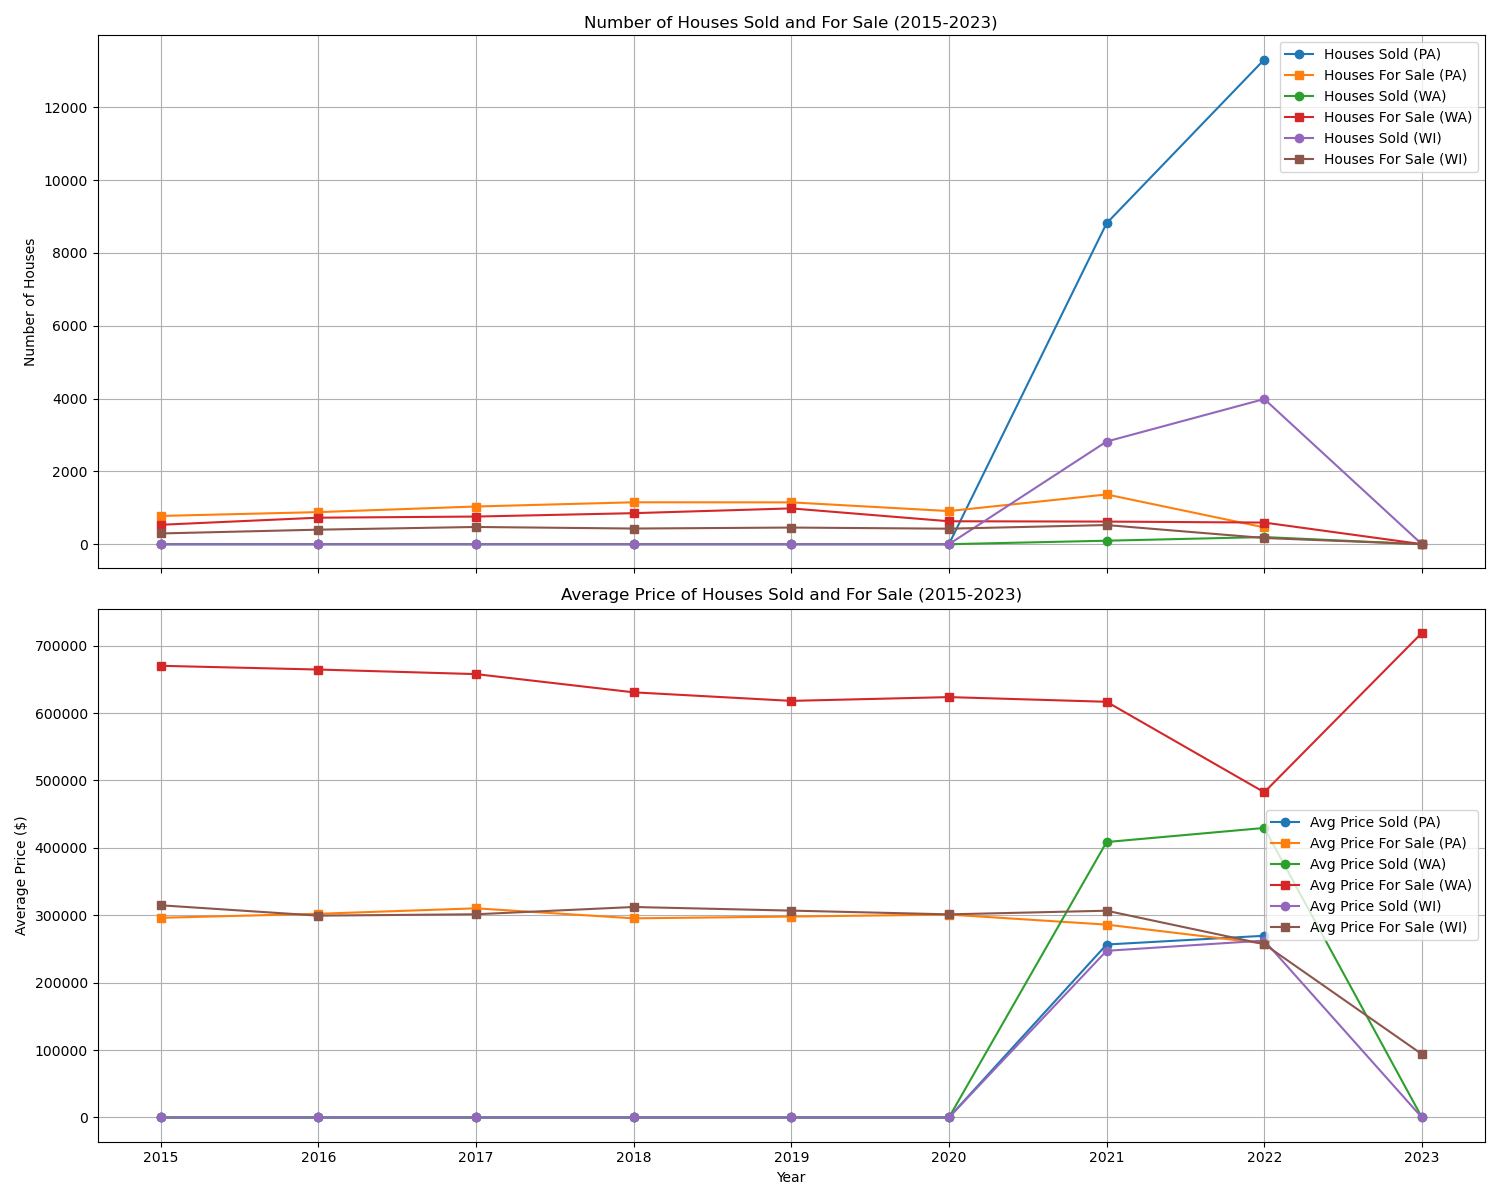 Number of Houses Sold and For Sale (2015-2023)
Number of Houses
12000
10000
8000
6000
4000
2000
0
Houses Sold (PA)
Houses For Sale (PA)
Houses Sold (WA)
Houses For Sale (WA)
Houses Sold (WI)
Houses For Sale (WI)
Average Price of Houses Sold and For Sale (2015-2023)
Average Price ($)
700000
600000
500000
400000
300000
200000
100000
0
Avg Price Sold (PA)
Avg Price For Sale (PA)
Avg Price Sold (WA)
Avg Price For Sale (WA)
Avg Price Sold (WI)
Avg Price For Sale (WI)
2015 2016 2017 2018 2019 2020 2021 2022 2023
Year